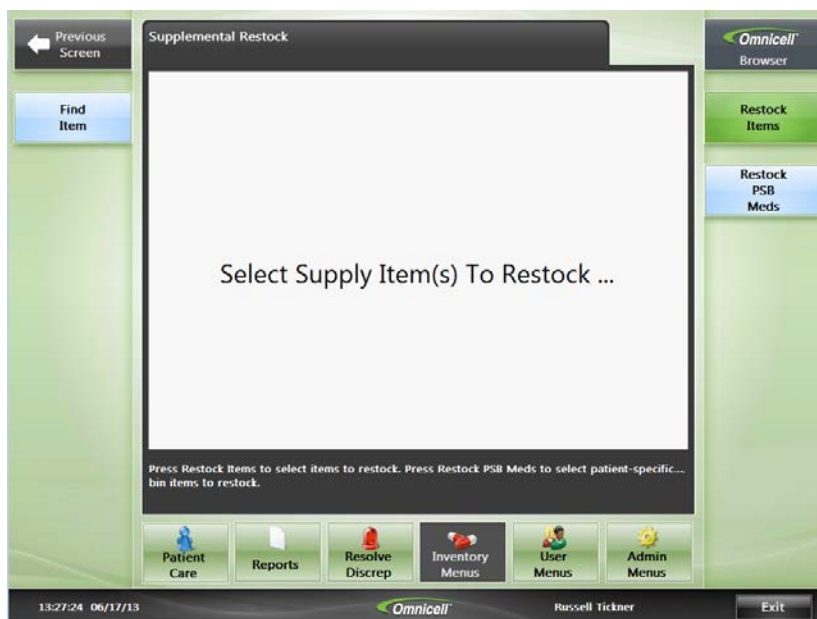 Previous
Screen
Supplemental Restock
Omnicell
Browser
Find
Item
Restock
Items
Restock
PSB
Meds
Select Supply Item(s) To Restock ...
Press Restock Items to select items to restock. Press Restock PSB Meds to select patient-specific....
bin items to restock.
Patient
Care
Reports
Resolve
Discrep
Inventory
Menus
User
Menus
Admin
Menus
13:27:24 06/17/13
Omnicell
Russell Tickner
Exit